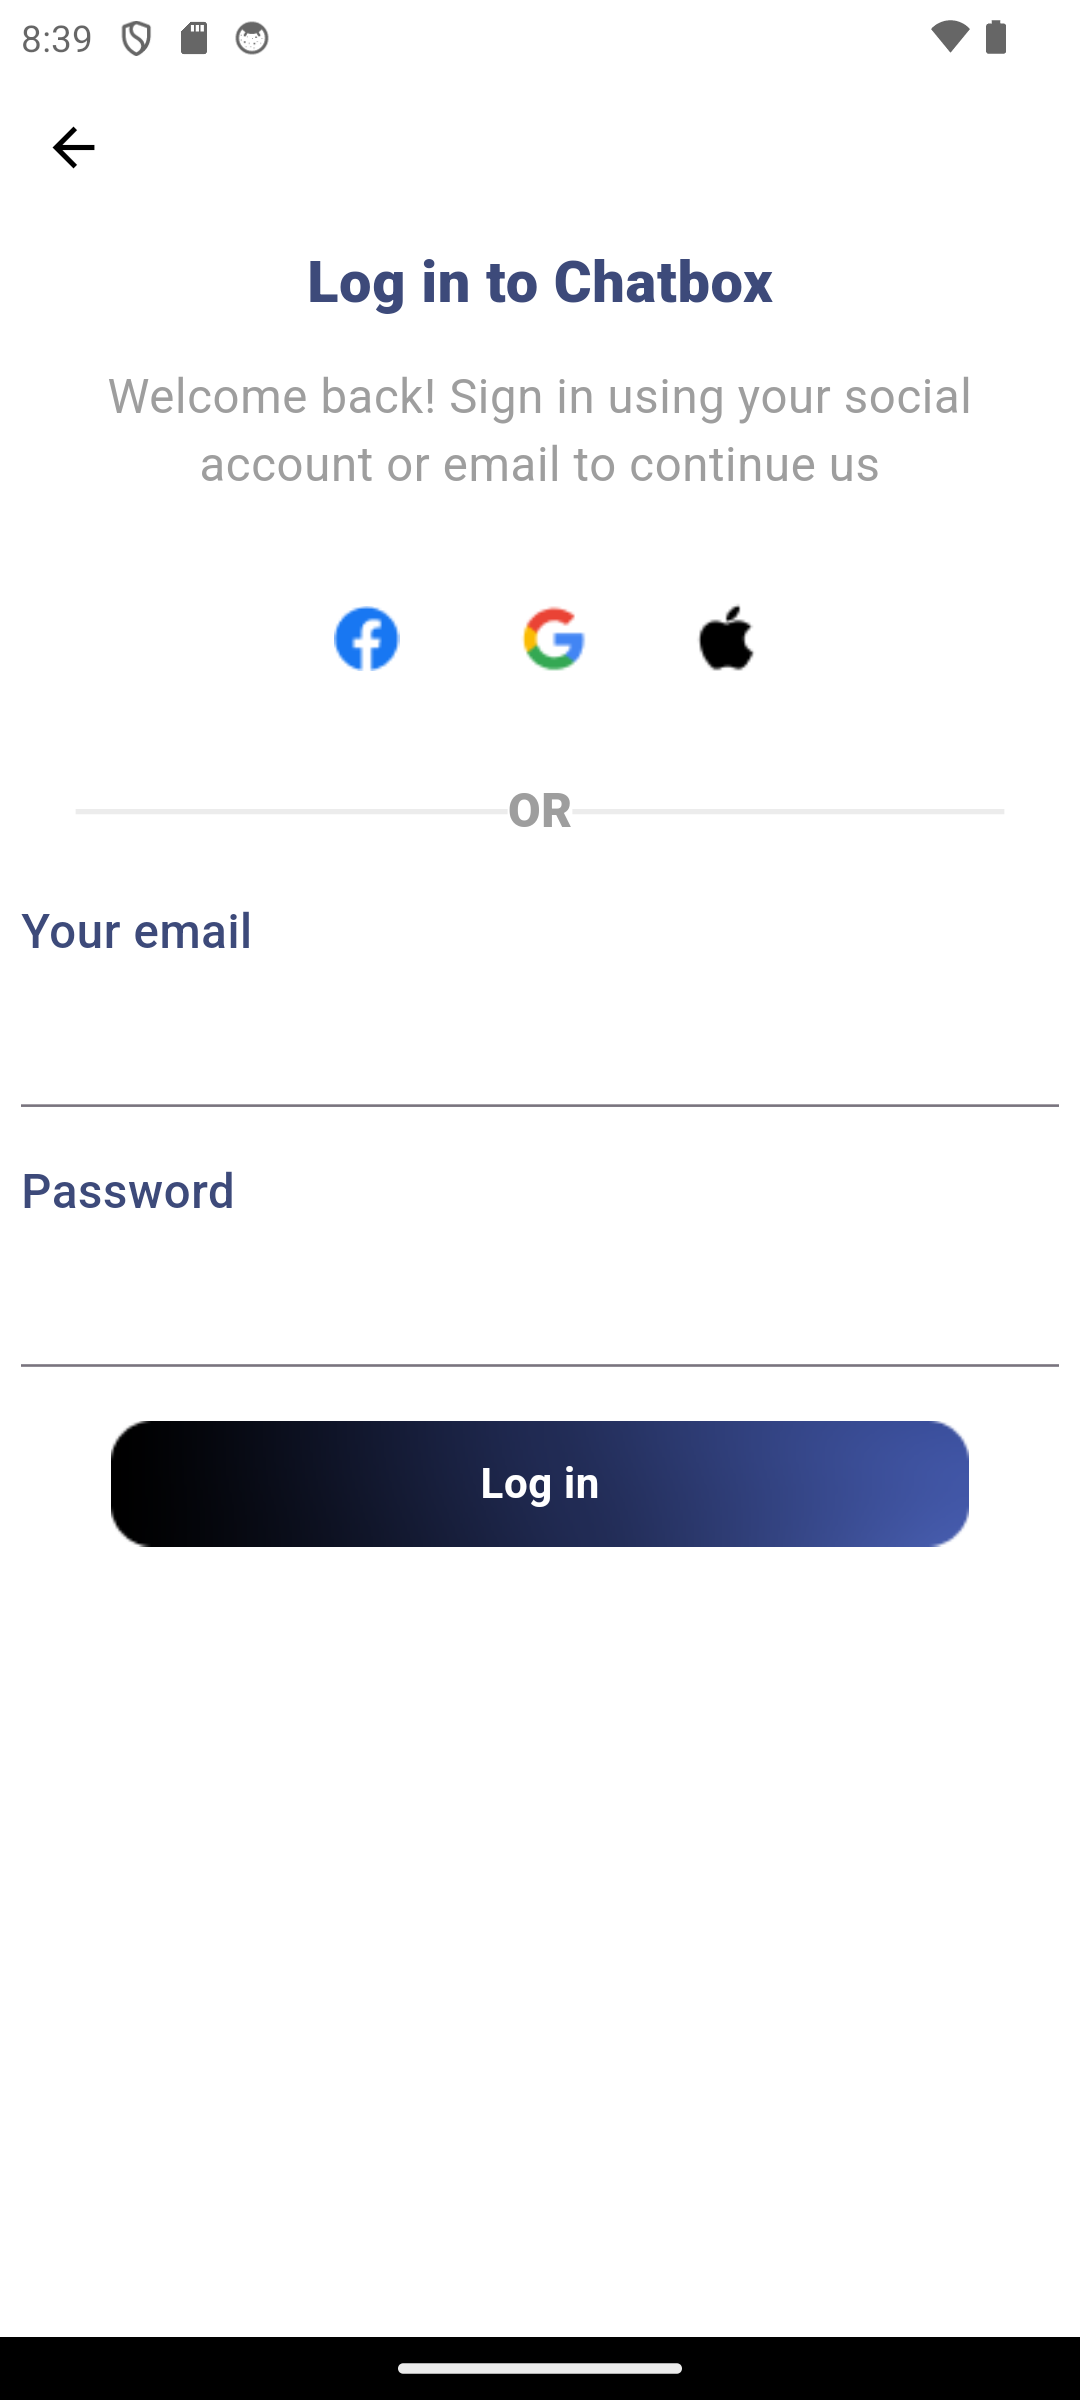 8:39
Log in to Chatbox
Welcome back! Sign in using your social
account or email to continue us
OR
Your email
Password
Log in